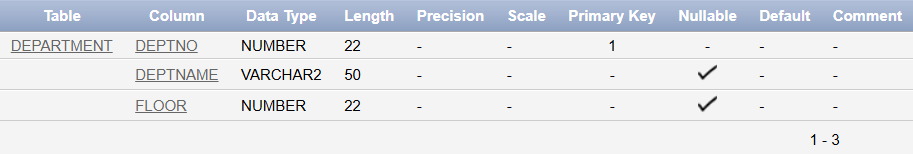 Table Column Data Type Length Precision Scale Primary Key Nullable Default Comment
DEPARTMENT DEPTNO NUMBER 22 - - 1 - - -
DEPTNAME VARCHAR2 50 - - - ✓ - -
FLOOR NUMBER 22 - - - ✓ - -
1 - 3